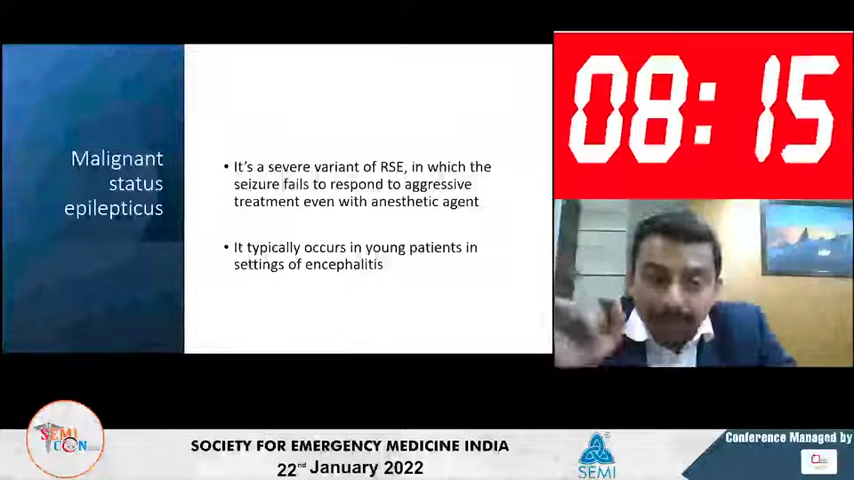 Malignant
status
epilepticus
• It's a severe variant of RSE, in which the
seizure fails to respond to aggressive
treatment even with anesthetic agent
• It typically occurs in young patients in
settings of encephalitis
08:15
SEMI
CON
SOCIETY FOR EMERGENCY MEDICINE INDIA
22nd January 2022
SEMI
Conference Managed by